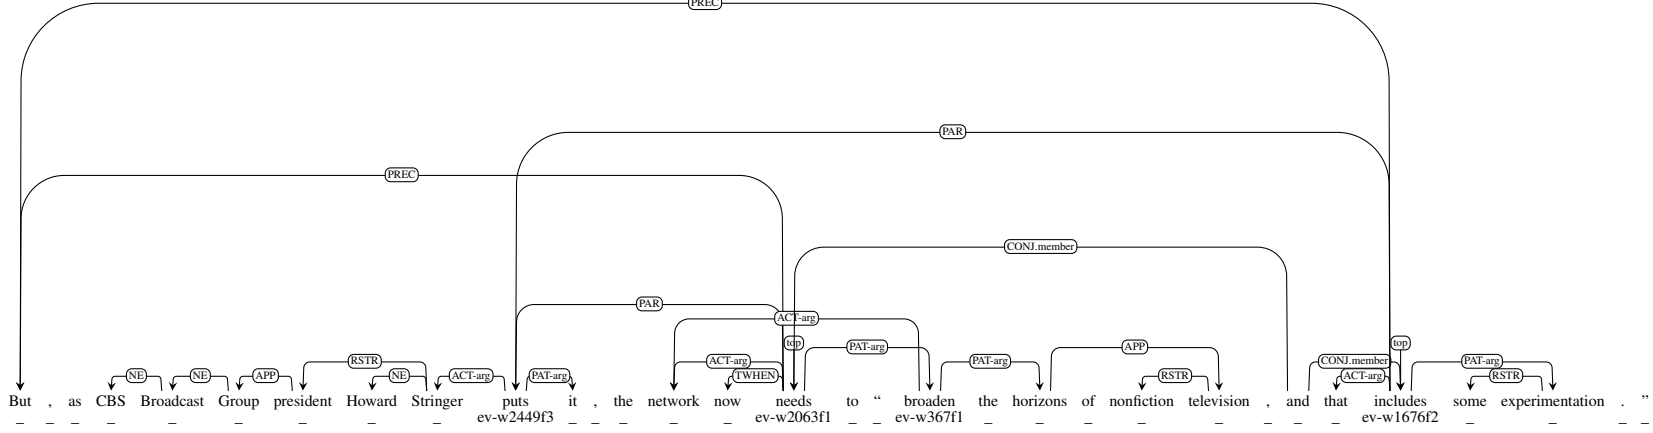 PREC
PAR
PREC
CONJ.member
PAR
ACT-arg
top top
PAT-arg APP
RSTR ACT-arg PAT-arg CONJ.member PAT-arg
NE NE APP NE ACT-arg PAT-arg TWHEN RSTR ACT-arg RSTR
But , as CBS Broadcast Group president Howard Stringer puts it , the network now needs to “ broaden the horizons of nonfiction television , and that includes some experimentation . ”
ev-w2449f3 ev-w2063f1 ev-w367f1 ev-w1676f2
_ _ _ _ _ _ _ _ _ _ _ _ _ _ _ _ _ _ _ _ _ _ _ _ _ _ _